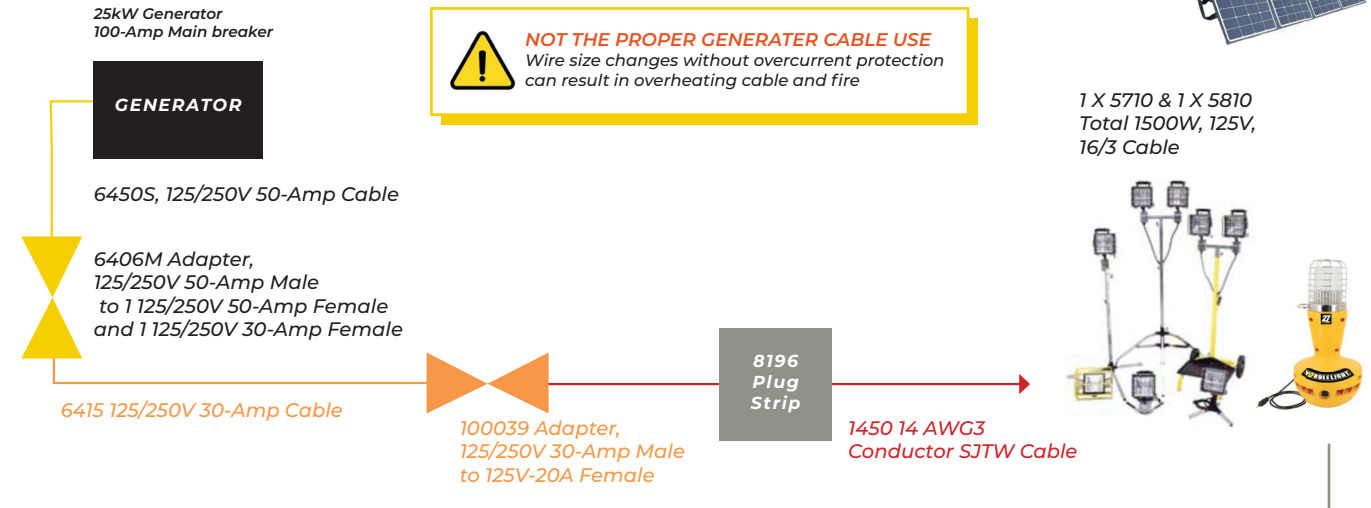 25kW Generator
100-Amp Main breaker
GENERATOR
NOT THE PROPER GENERATER CABLE USE
Wire size changes without overcurrent protection
can result in overheating cable and fire
1 X 5710 & 1 X 5810
Total 1500W, 125V,
16/3 Cable
6450S, 125/250V 50-Amp Cable
6406M Adapter,
125/250V 50-Amp Male
to 1 125/250V 50-Amp Female
and 1 125/250V 30-Amp Female
6415 125/250V 30-Amp Cable
100039 Adapter,
125/250V 30-Amp Male
to 125V-20A Female
8196
Plug
Strip
1450 14 AWG3
Conductor SJTW Cable
WOBBLELIGHT